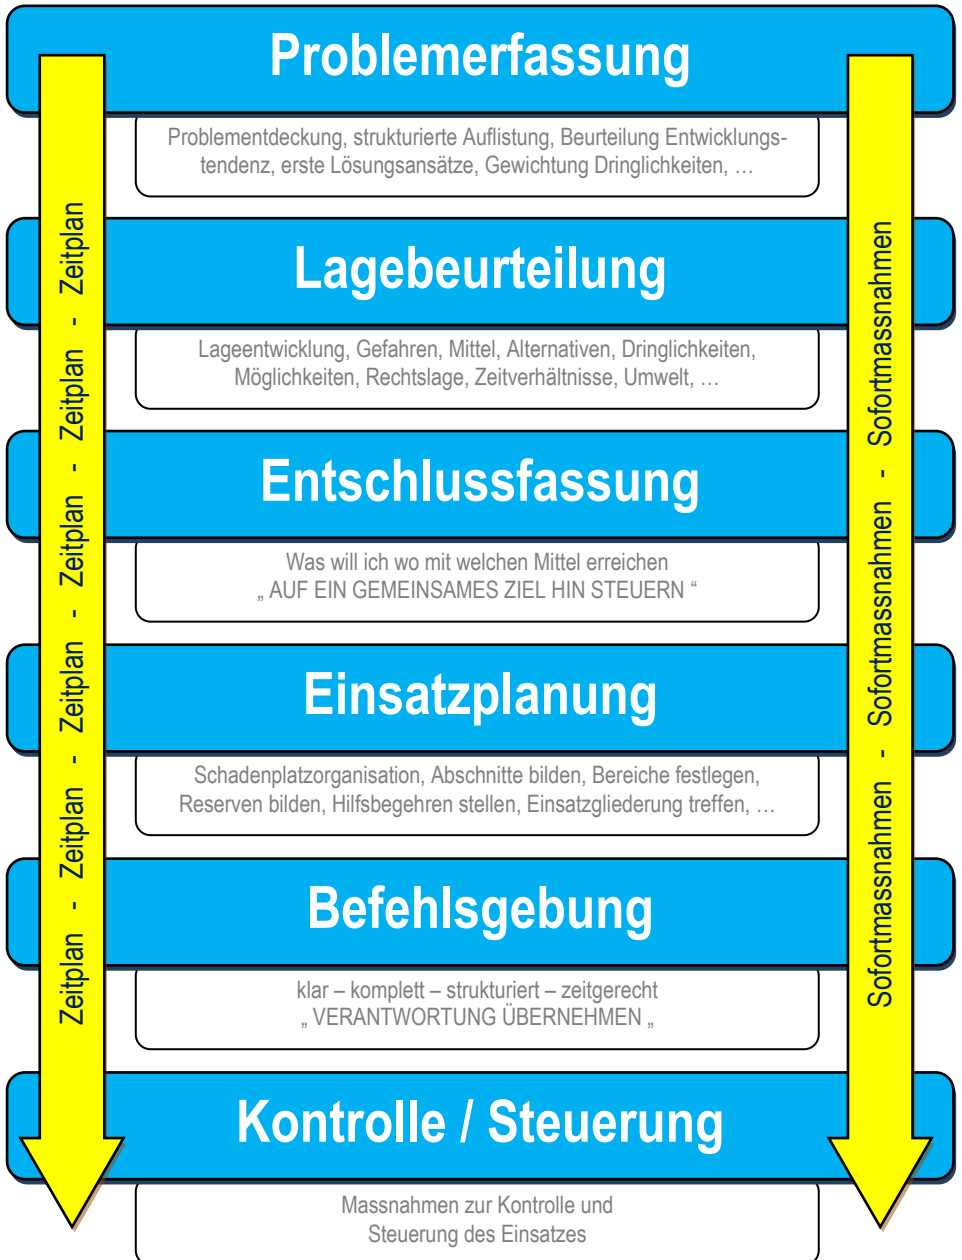 Problemerfassung
Problementdeckung, strukturierte Auflistung, Beurteilung Entwicklungs-
tendenz, erste Lösungsansätze, Gewichtung Dringlichkeiten, …
Lagebeurteilung
Lageentwicklung, Gefahren, Mittel, Alternativen, Dringlichkeiten,
Möglichkeiten, Rechtslage, Zeitverhältnisse, Umwelt, …
Entschlussfassung
Was will ich wo mit welchen Mittel erreichen
„ AUF EIN GEMEINSAMES ZIEL HIN STEUERN “
Einsatzplanung
Schadenplatzorganisation, Abschnitte bilden, Bereiche festlegen,
Reserven bilden, Hilfsbegehren stellen, Einsatzgliederung treffen, …
Befehlsgebung
klar – komplett – strukturiert – zeitgerecht
„ VERANTWORTUNG ÜBERNEHMEN „
Kontrolle / Steuerung
Massnahmen zur Kontrolle und
Steuerung des Einsatzes
Zeitplan - Zeitplan - Zeitplan - Zeitplan - Zeitplan - Zeitplan
Sofortmassnahmen - Sofortmassnahmen - Sofortmassnahmen